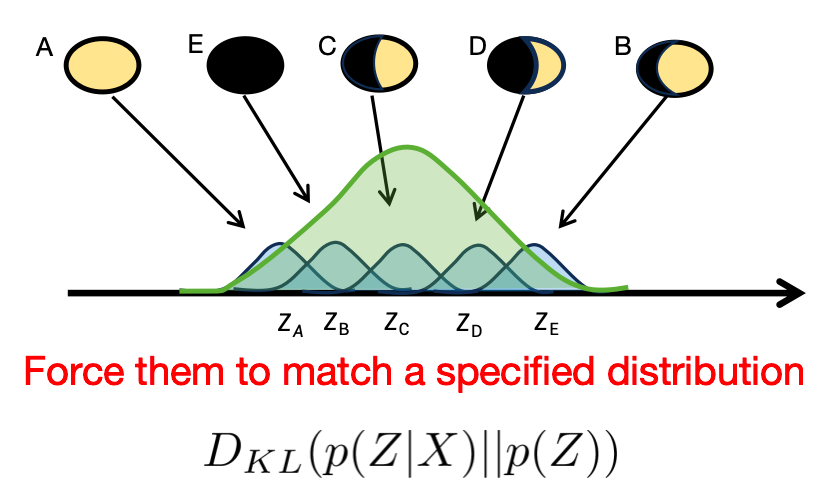 A E C D B
Z_A Z_B Z_C Z_D Z_E
Force them to match a specified distribution
D_{KL}(p(Z|X)||p(Z))